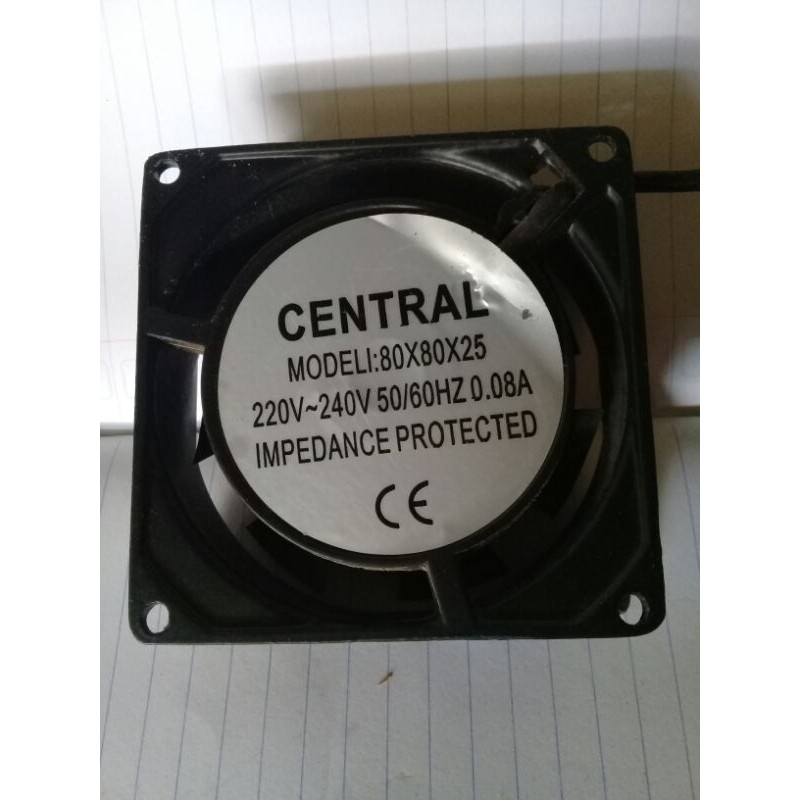 CENTRAL
MODELI:80X80X25
220V~240V 50/60HZ 0.08A
IMPEDANCE PROTECTED
CE